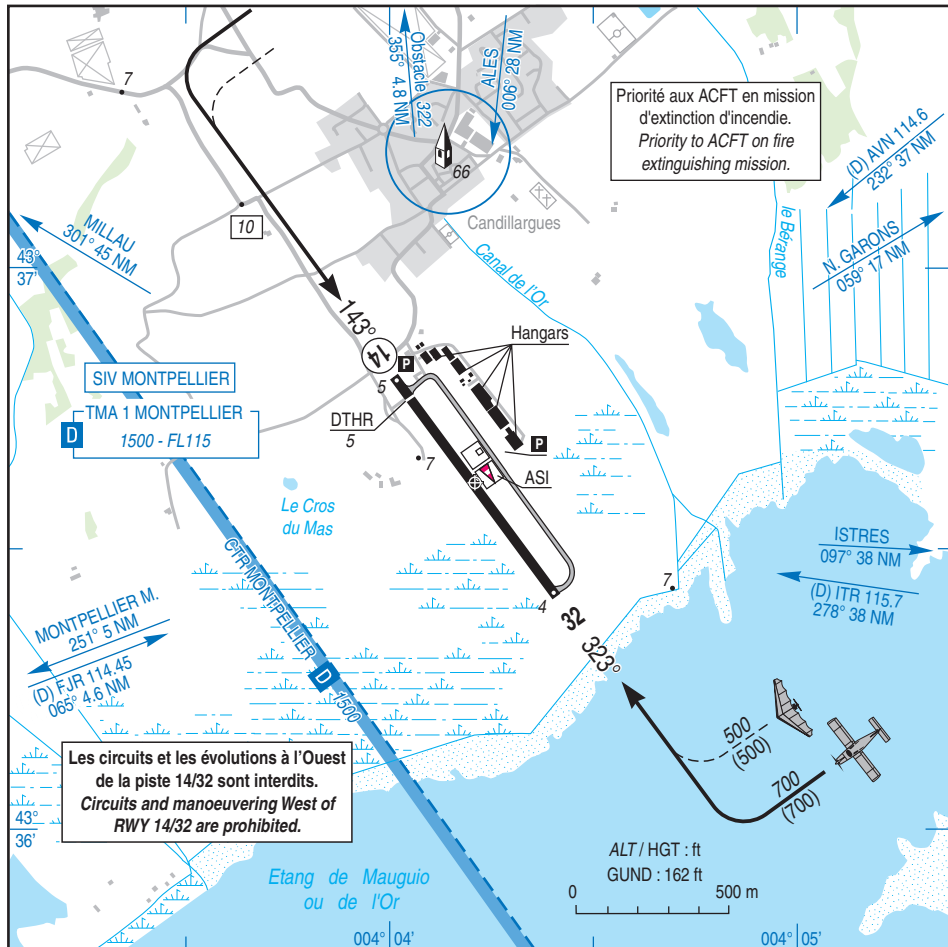 7
Obstacle 322
355° 4.8 NM
ALES
006° 28 NM
Priorité aux ACFT en mission
d'extinction d'incendie.
Priority to ACFT on fire
extinguishing mission.
(D) AVN 114.6
232° 37 NM
66
Candillargues
10
MILLAU
301° 45 NM
43°
37'
Canal de l'Or
le Bérange
N. GARONS
059° 17 NM
143°
14
P
Hangars
5
SIV MONTPELLIER
TMA 1 MONTPELLIER
D
1500 - FL115
DTHR
5
7
P
ASI
Le Cros
du Mas
CTR MONTPELLIER
D
1500
ISTRES
097° 38 NM
(D) ITR 115.7
278° 38 NM
7
4
32
323°
MONTPELLIER M.
251° 5 NM
(D) FJR 114.45
065° 4.6 NM
500
(500)
700
(700)
Les circuits et les évolutions à l'Ouest
de la piste 14/32 sont interdits.
Circuits and manoeuvering West of
RWY 14/32 are prohibited.
43°
36'
ALT / HGT : ft
GUND : 162 ft
0 500 m
Etang de Mauguio
ou de l'Or
004° 04'
004° 05'